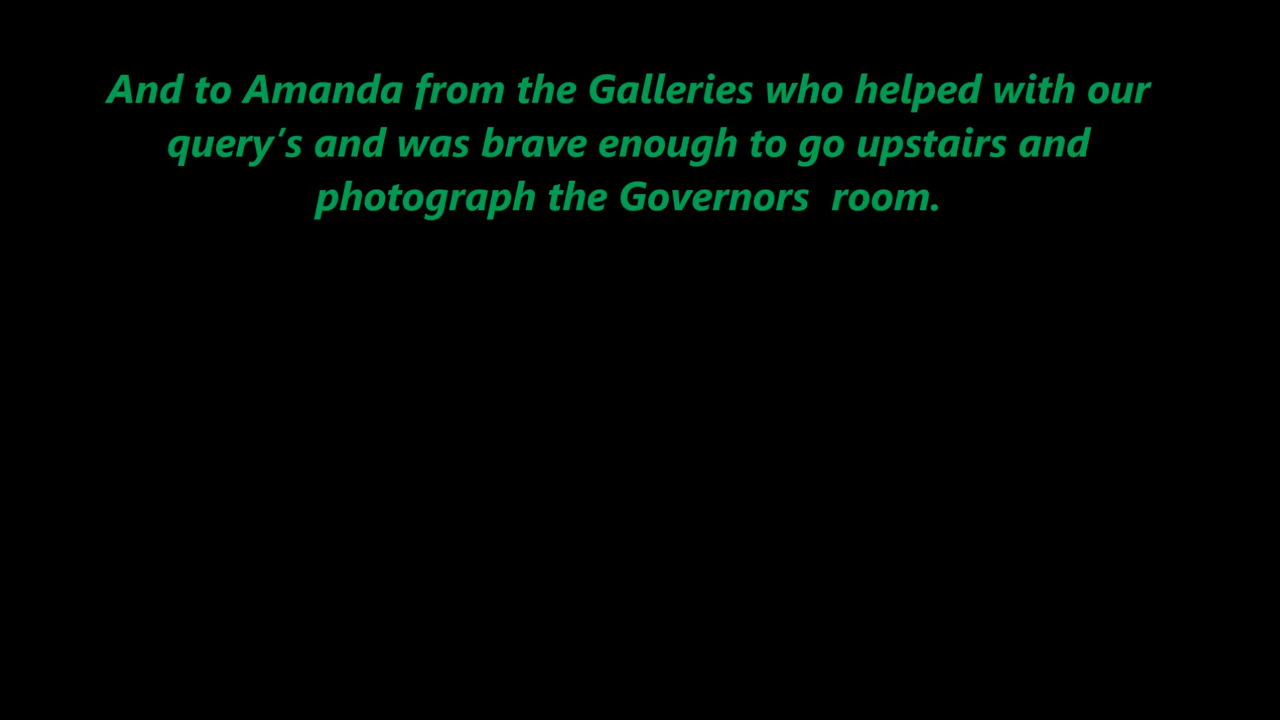 And to Amanda from the Galleries who helped with our
query’s and was brave enough to go upstairs and
photograph the Governors  room.